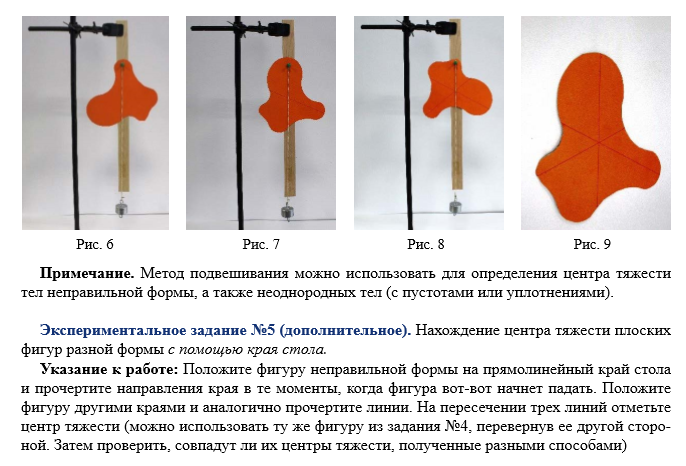 Рис. 6 Рис. 7 Рис. 8 Рис. 9
Примечание. Метод подвешивания можно использовать для определения центра тяжести
тел неправильной формы, а также неоднородных тел (с пустотами или уплотнениями).
Экспериментальное задание №5 (дополнительное). Нахождение центра тяжести плоских
фигур разной формы с помощью края стола.
Указание к работе: Положите фигуру неправильной формы на прямолинейный край стола
и прочертите направления края в те моменты, когда фигура вот-вот начнет падать. Положите
фигуру другими краями и аналогично прочертите линии. На пересечении трех линий отметьте
центр тяжести (можно использовать ту же фигуру из задания №4, перевернув ее другой сторо-
ной. Затем проверить, совпадут ли их центры тяжести, полученные разными способами)